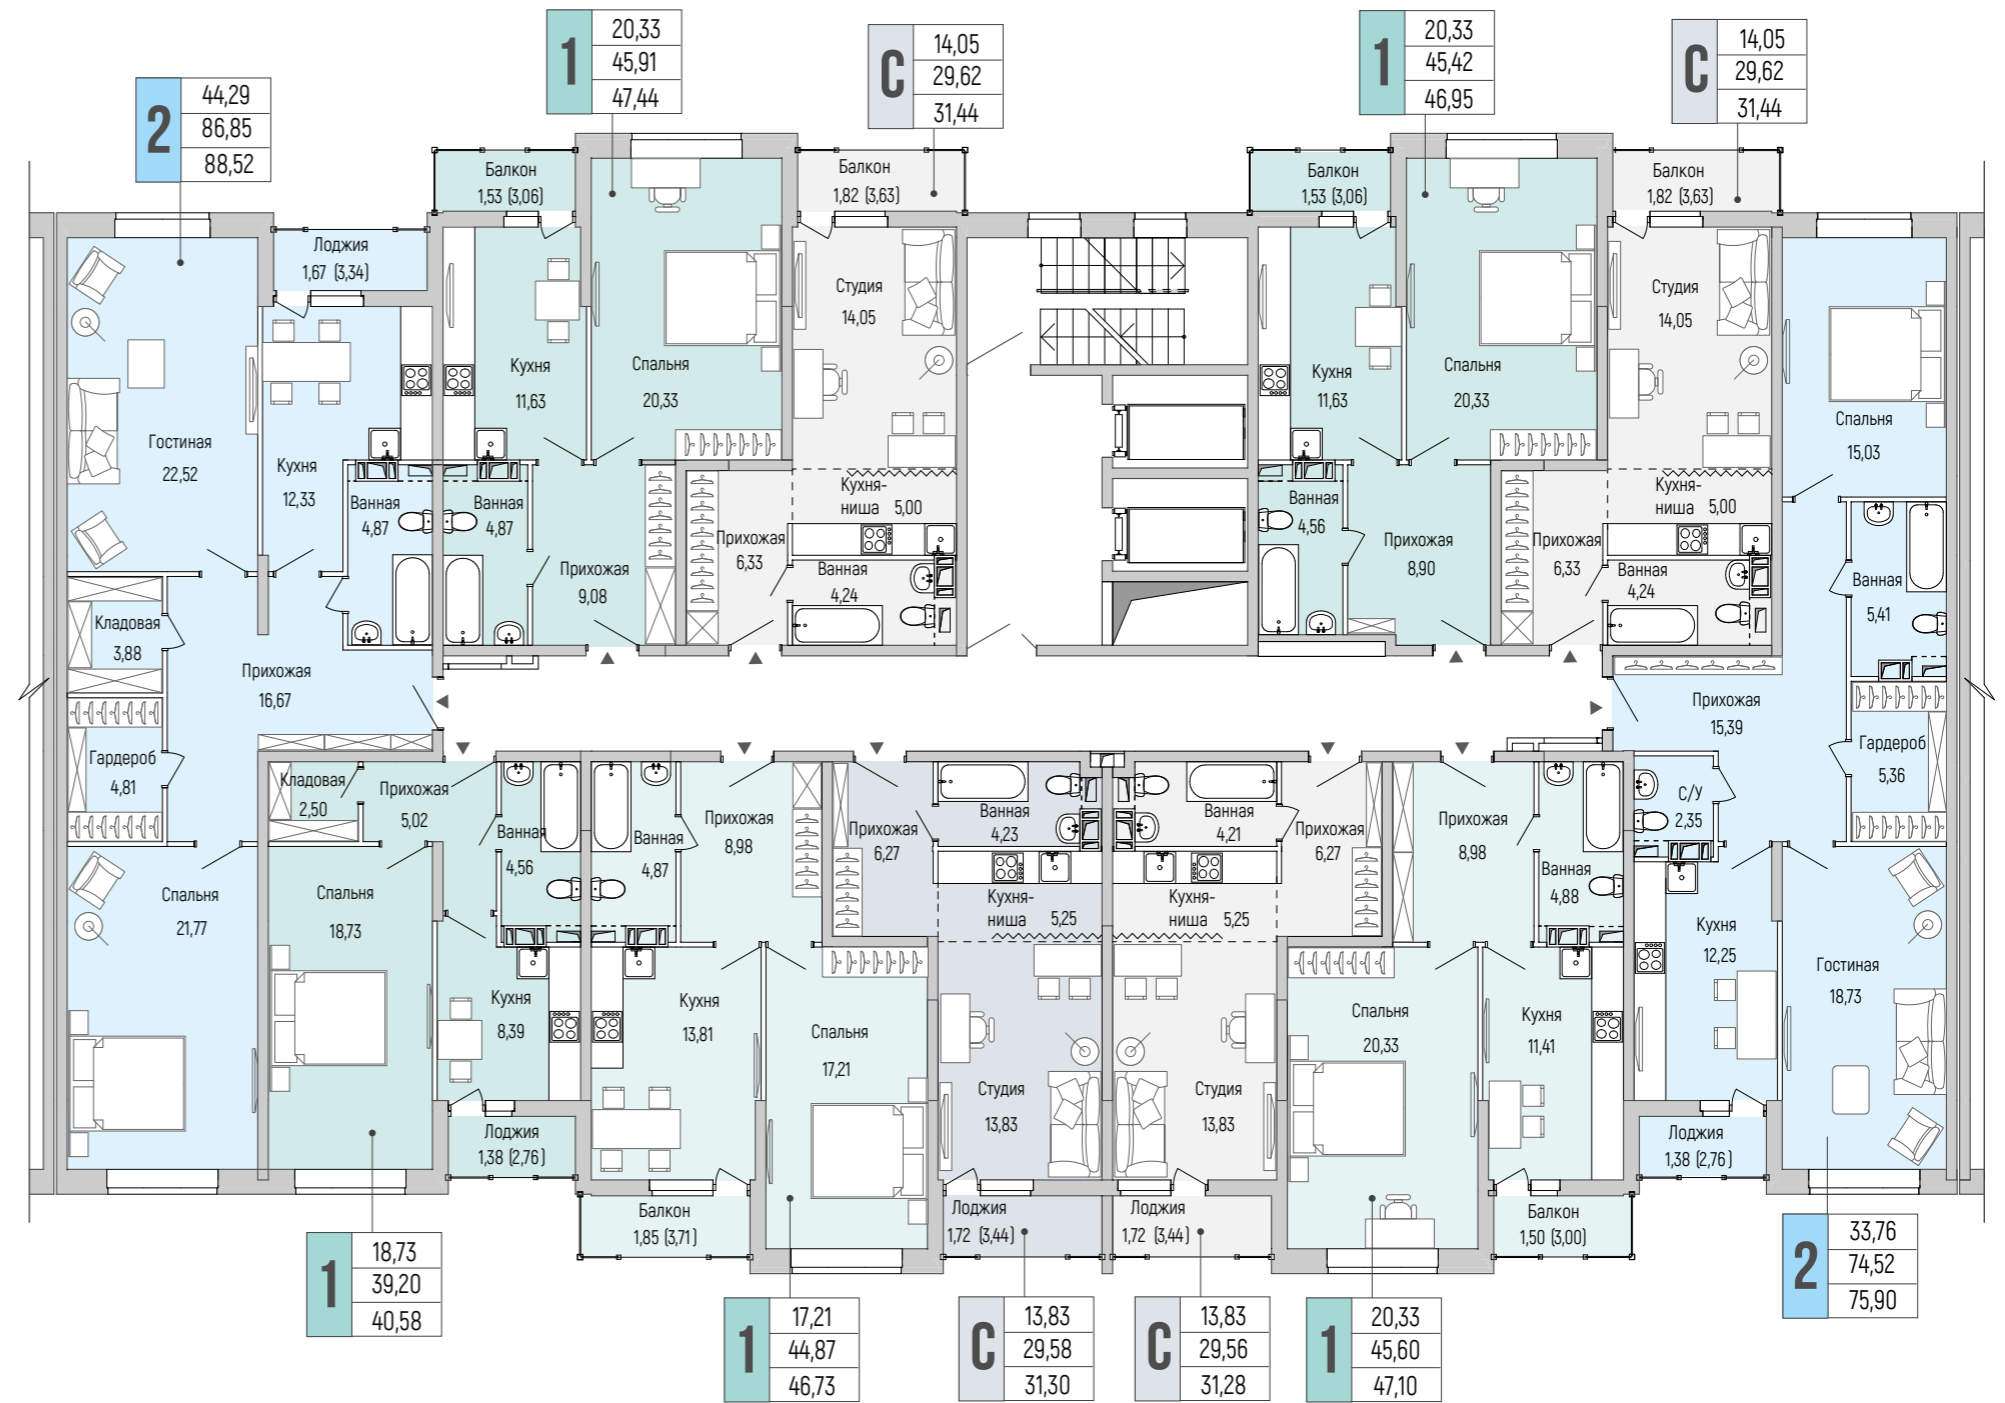 2
44,29
86,85
88,52
1
20,33
45,91
47,44
С
14,05
29,62
31,44
1
20,33
45,42
46,95
С
14,05
29,62
31,44
Гостиная
22,52
Лоджия
1,67 (3,34)
Кухня
12,33
Ванная
4,87
Кладовая
3,88
Прихожая
16,67
Гардероб
4,81
Спальня
21,77
Балкон
1,53 (3,06)
Кухня
11,63
Спальня
20,33
Ванная
4,87
Прихожая
9,08
Балкон
1,82 (3,63)
Студия
14,05
Кухня-
ниша 5,00
Прихожая
6,33
Ванная
4,24
Балкон
1,53 (3,06)
Кухня
11,63
Спальня
20,33
Ванная
4,56
Прихожая
8,90
Балкон
1,82 (3,63)
Студия
14,05
Кухня-
ниша 5,00
Прихожая
6,33
Ванная
4,24
Спальня
15,03
Ванная
5,41
Прихожая
15,39
Гардероб
5,36
С/У
2,35
Кухня
12,25
Гостиная
18,73
Лоджия
1,38 (2,76)
Кладовая
2,50
Прихожая
5,02
Ванная
4,56
Спальня
18,73
Кухня
8,39
Лоджия
1,38 (2,76)
Ванная
4,87
Прихожая
8,98
Кухня
13,81
Спальня
17,21
Балкон
1,85 (3,71)
Прихожая
6,27
Ванная
4,23
Кухня-
ниша 5,25
Студия
13,83
Лоджия
1,72 (3,44)
Ванная
4,21
Прихожая
6,27
Кухня-
ниша 5,25
Студия
13,83
Лоджия
1,72 (3,44)
Прихожая
8,98
Ванная
4,88
Спальня
20,33
Кухня
11,41
Балкон
1,50 (3,00)
1
18,73
39,20
40,58
1
17,21
44,87
46,73
С
13,83
29,58
31,30
С
13,83
29,56
31,28
1
20,33
45,60
47,10
2
33,76
74,52
75,90